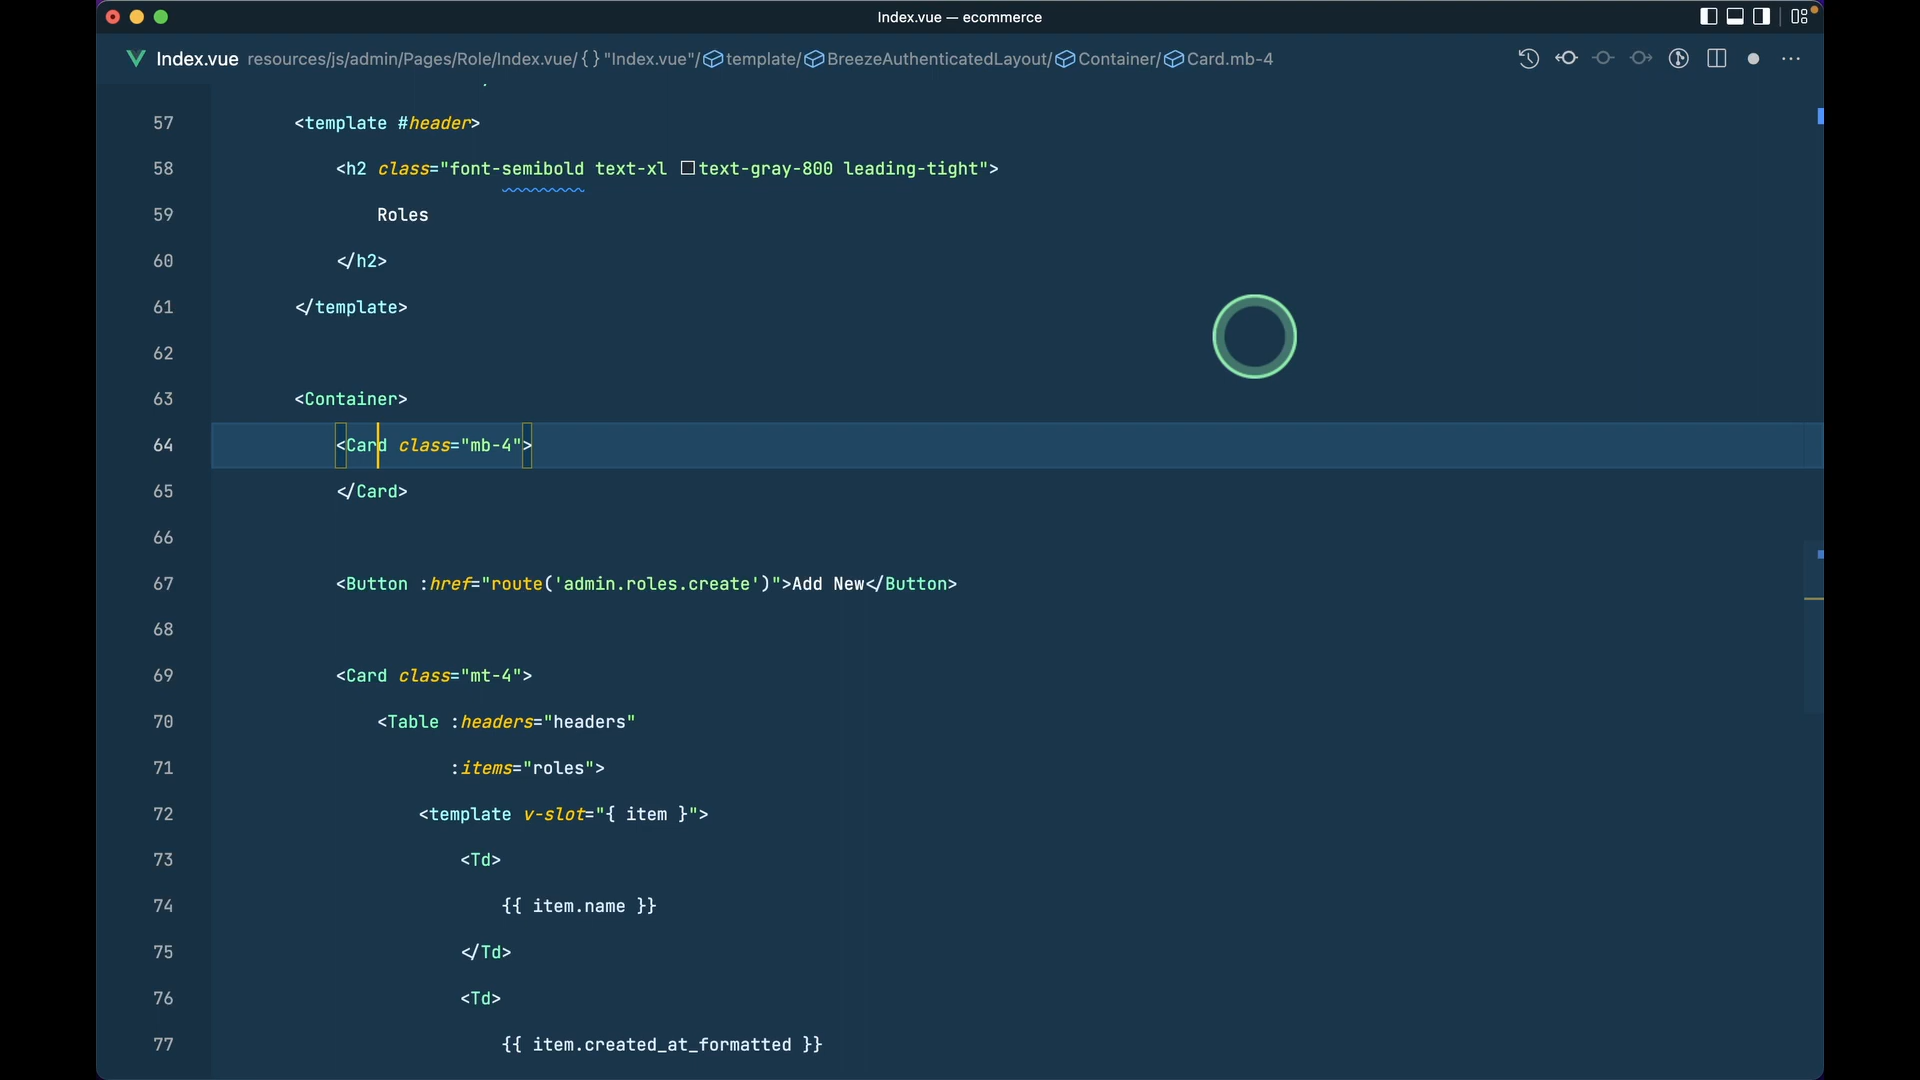 Index.vue — ecommerce
Index.vue resources/js/admin/Pages/Role/Index.vue/{ } "Index.vue"/template/BreezeAuthenticatedLayout/Container/Card.mb-4
57 <template #header>
58 <h2 class="font-semibold text-xl text-gray-800 leading-tight">
59 Roles
60 </h2>
61 </template>
62
63 <Container>
64 <Card class="mb-4">
65 </Card>
66
67 <Button :href="route('admin.roles.create')">Add New</Button>
68
69 <Card class="mt-4">
70 <Table :headers="headers"
71 :items="roles">
72 <template v-slot="{ item }">
73 <Td>
74 {{ item.name }}
75 </Td>
76 <Td>
77 {{ item.created_at_formatted }}